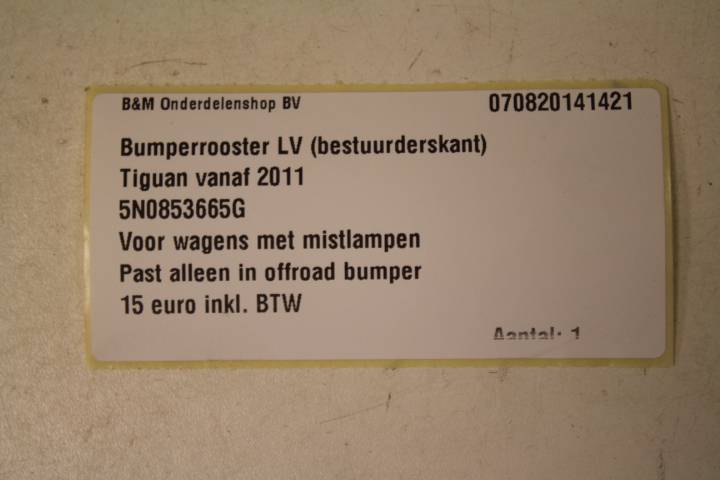 B&M Onderdelenshop BV 070820141421
Bumperrooster LV (bestuurderskant)
Tiguan vanaf 2011
5N0853665G
Voor wagens met mistlampen
Past alleen in offroad bumper
15 euro inkl. BTW
Aantal: 1